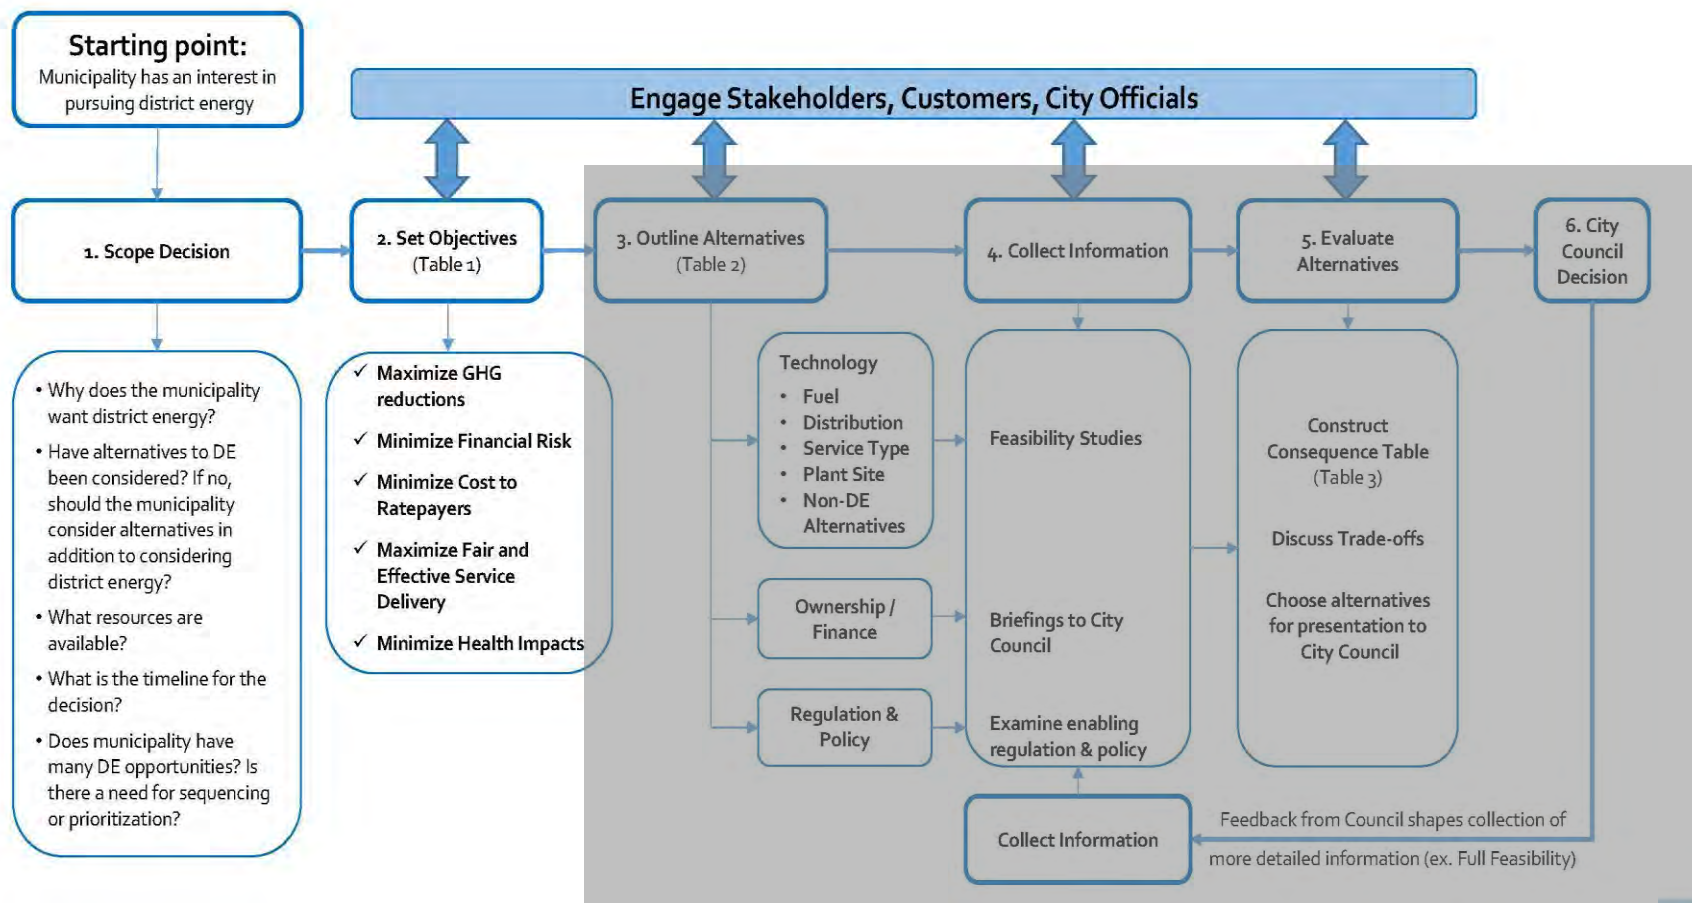 Starting point:
Municipality has an interest in
pursuing district energy
Engage Stakeholders, Customers, City Officials
1. Scope Decision
2. Set Objectives
(Table 1)
3. Outline Alternatives
(Table 2)
4. Collect Information
5. Evaluate
Alternatives
6. City
Council
Decision
• Why does the municipality
want district energy?
• Have alternatives to DE
been considered? If no,
should the municipality
consider alternatives in
addition to considering
district energy?
• What resources are
available?
• What is the timeline for the
decision?
• Does municipality have
many DE opportunities? Is
there a need for sequencing
or prioritization?
✓ Maximize GHG
reductions
✓ Minimize Financial Risk
✓ Minimize Cost to
Ratepayers
✓ Maximize Fair and
Effective Service
Delivery
✓ Minimize Health Impacts
Technology
• Fuel
• Distribution
• Service Type
• Plant Site
• Non-DE
Alternatives
Ownership /
Finance
Regulation &
Policy
Feasibility Studies
Briefings to City
Council
Examine enabling
regulation & policy
Construct
Consequence Table
(Table 3)
Discuss Trade-offs
Choose alternatives
for presentation to
City Council
Collect Information
Feedback from Council shapes collection of
more detailed information (ex. Full Feasibility)